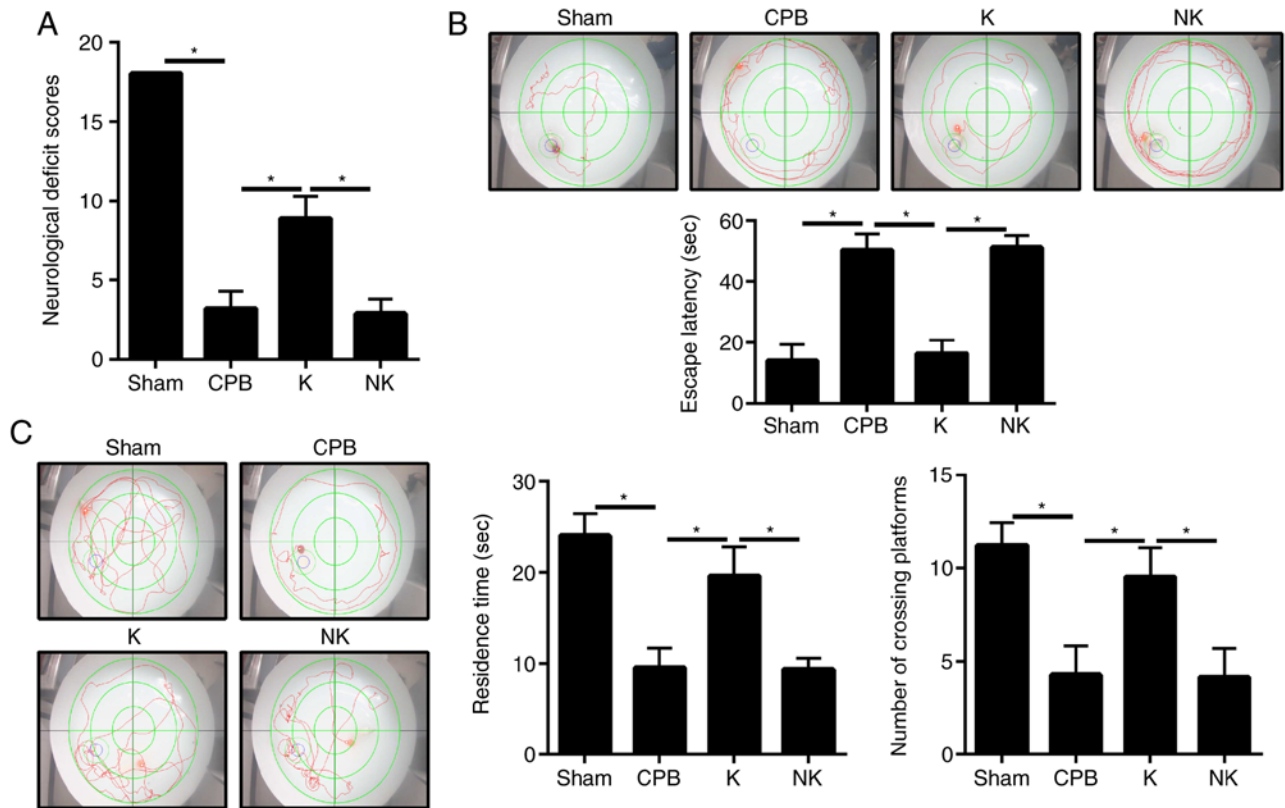 A
Neurological deficit scores
20
15
10
5
0
*
*
*
Sham CPB K NK
B
Sham CPB K NK
Escape latency (sec)
60
40
20
0
*
*
*
Sham CPB K NK
C
Sham CPB
K NK
Residence time (sec)
30
20
10
0
*
*
*
Sham CPB K NK
Number of crossing platforms
15
10
5
0
*
*
*
Sham CPB K NK